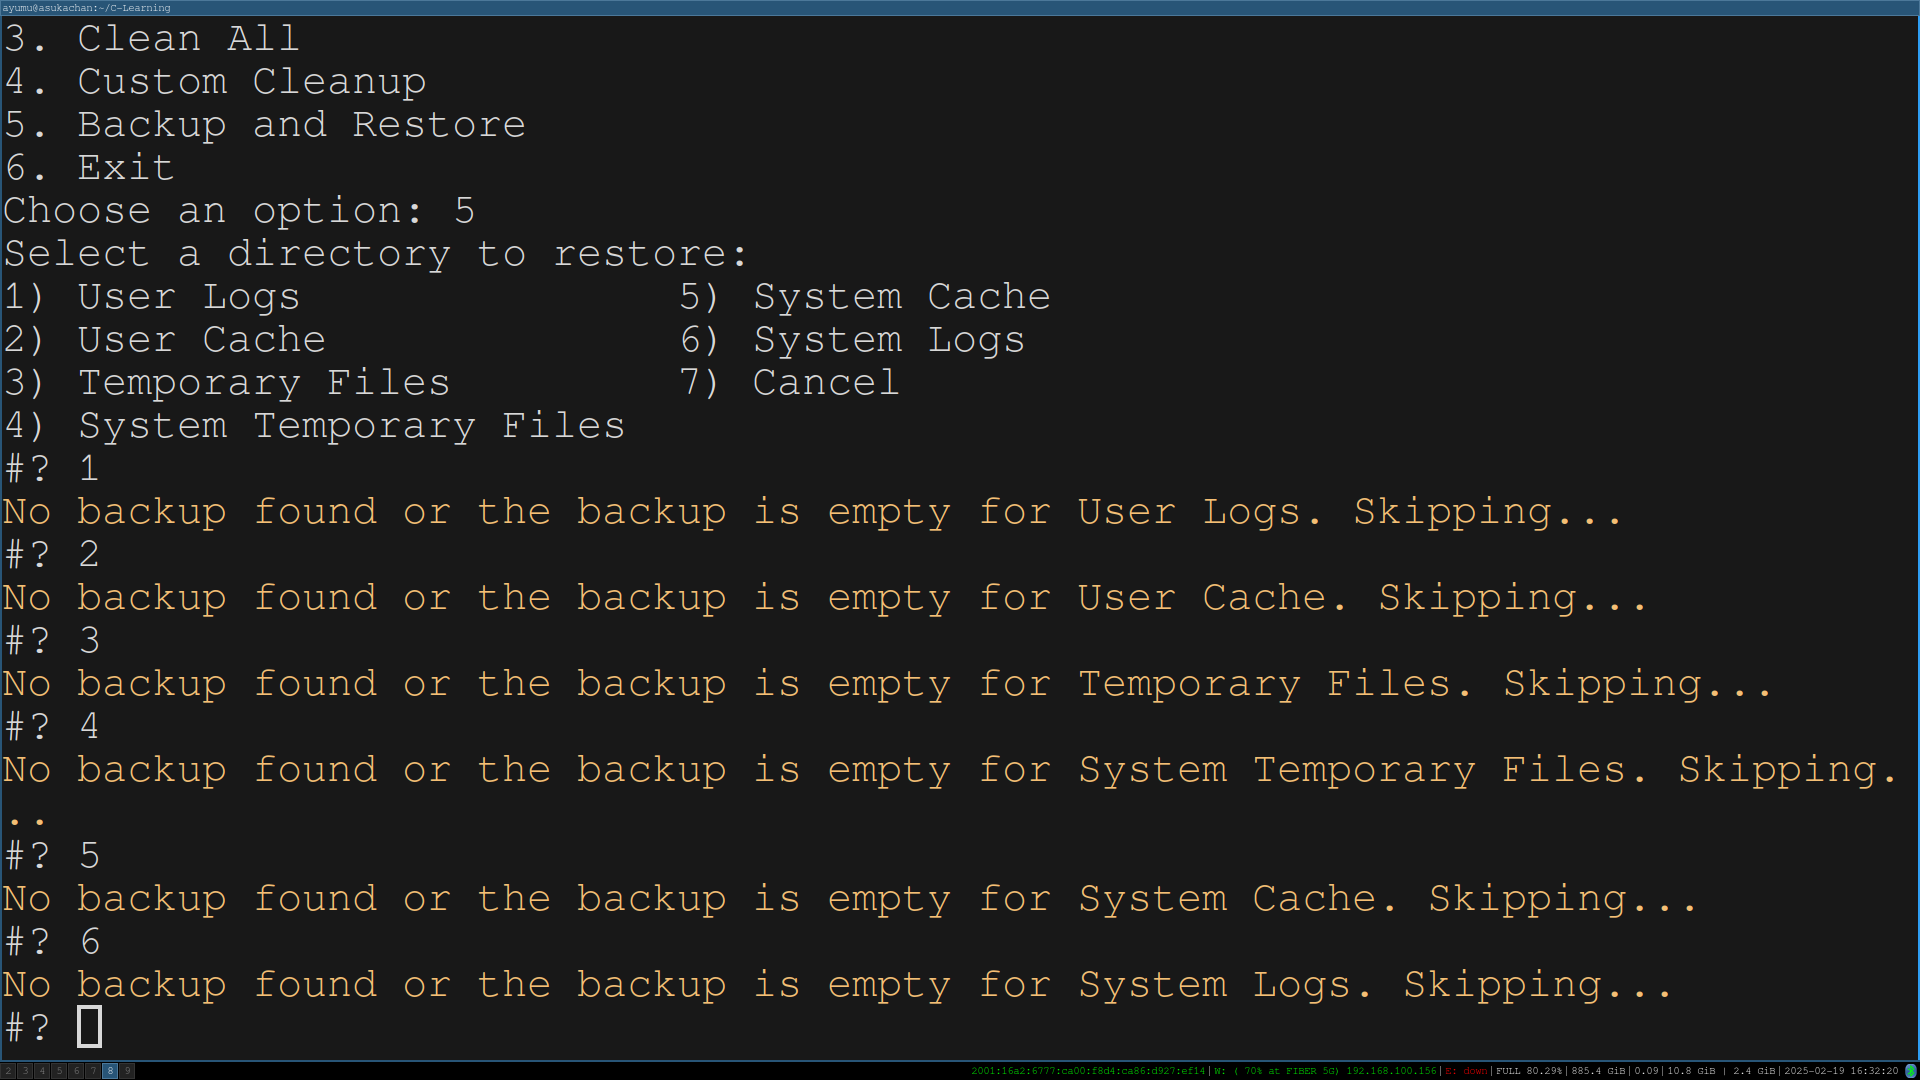 ayumu@asukachan:~/C-Learning
3. Clean All
4. Custom Cleanup
5. Backup and Restore
6. Exit
Choose an option: 5
Select a directory to restore:
1) User Logs 5) System Cache
2) User Cache 6) System Logs
3) Temporary Files 7) Cancel
4) System Temporary Files
#? 1
No backup found or the backup is empty for User Logs. Skipping...
#? 2
No backup found or the backup is empty for User Cache. Skipping...
#? 3
No backup found or the backup is empty for Temporary Files. Skipping...
#? 4
No backup found or the backup is empty for System Temporary Files. Skipping.
..
#? 5
No backup found or the backup is empty for System Cache. Skipping...
#? 6
No backup found or the backup is empty for System Logs. Skipping...
#?
2 3 4 5 6 7 8 9 2001:16a2:6777:ca00:f8d4:ca86:d927:ef14|W: ( 70% at FIBER 5G) 192.168.100.156|E: down|FULL 80.29%|885.4 GiB|0.09|10.8 GiB | 2.4 GiB|2025-02-19 16:32:20